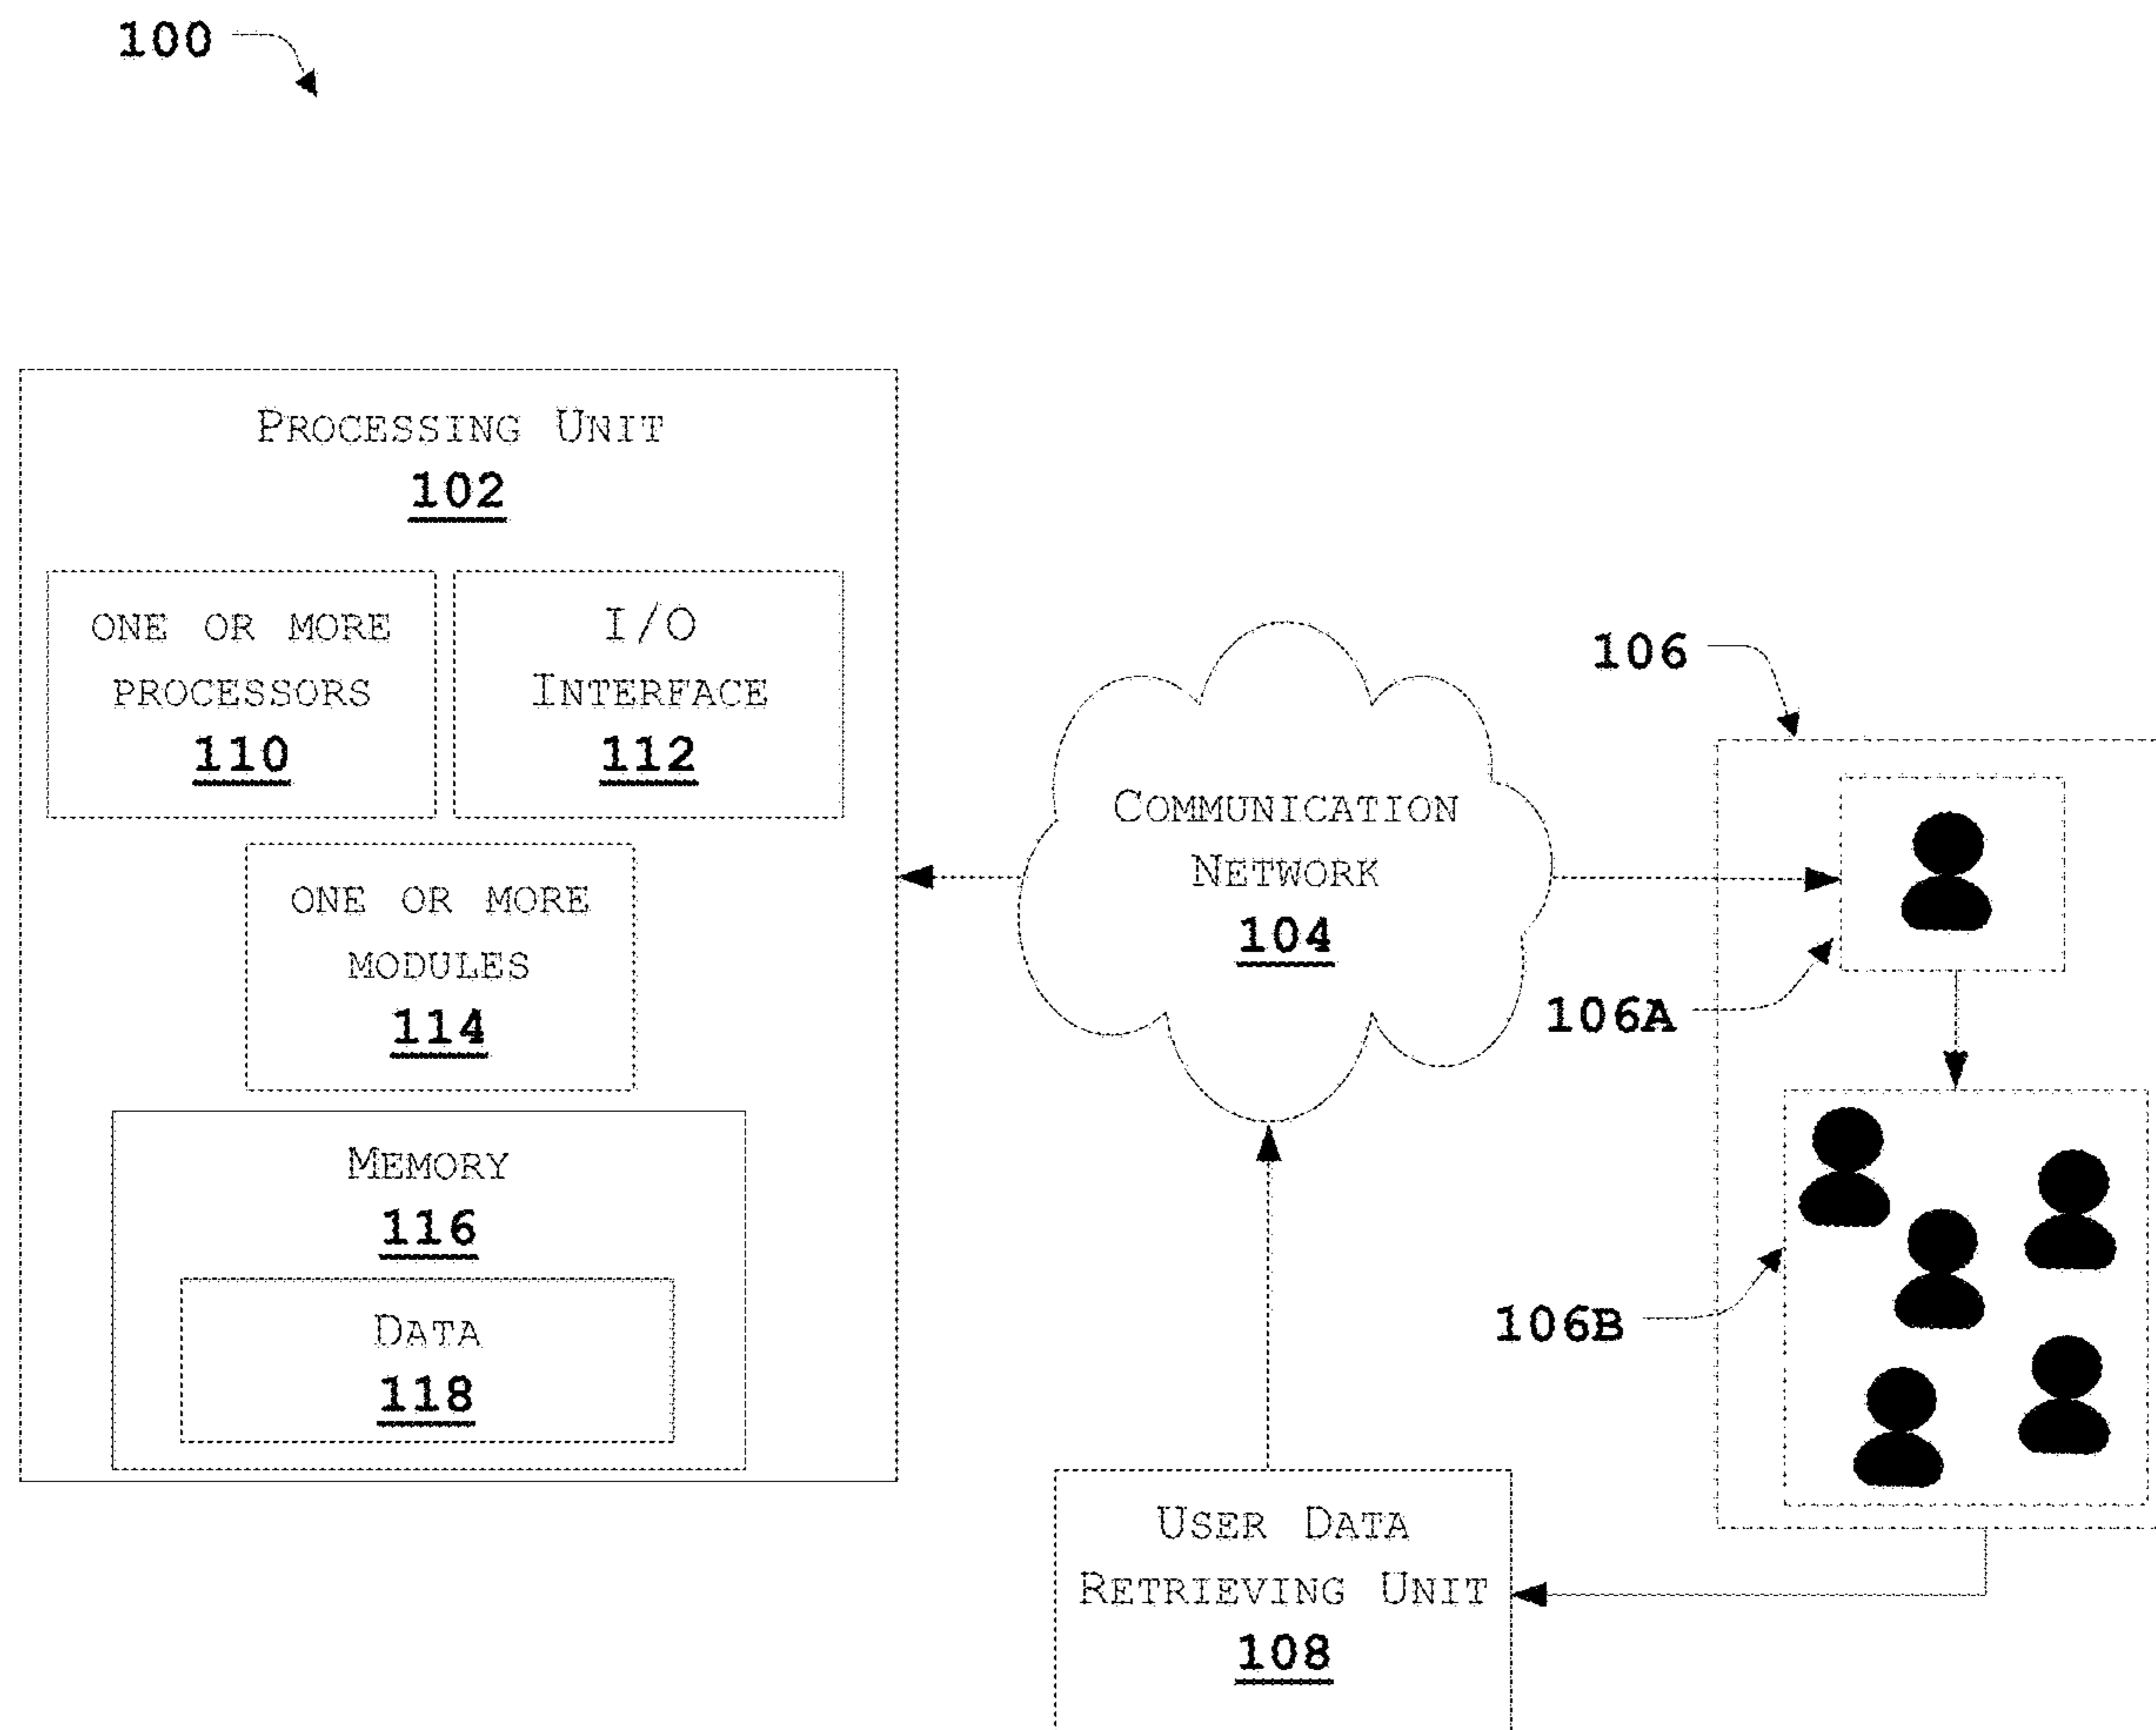 100
PROCESSING UNIT
102
ONE OR MORE
PROCESSORS
110
I/O
INTERFACE
112
ONE OR MORE
MODULES
114
MEMORY
116
DATA
118
COMMUNICATION
NETWORK
104
106
106A
106B
USER DATA
RETRIEVING UNIT
108